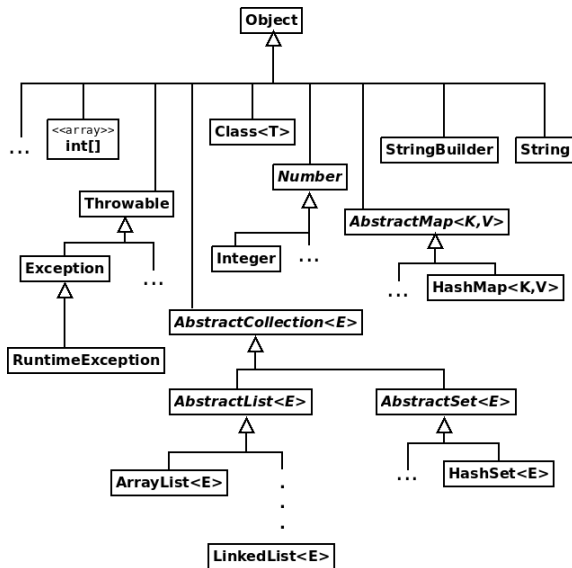 Object
...
<<array>>
int[]
Class<T>
StringBuilder
String
Number
Throwable
AbstractMap<K,V>
Exception
...
Integer
...
...
HashMap<K,V>
AbstractCollection<E>
RuntimeException
AbstractList<E>
AbstractSet<E>
ArrayList<E>
...
HashSet<E>
.
.
.
LinkedList<E>